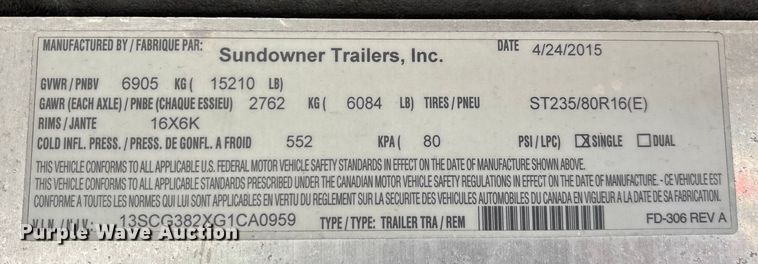 MANUFACTURED BY / FABRIQUE PAR: Sundowner Trailers, Inc. DATE 4/24/2015
GVWR / PNBV 6905 KG ( 15210 LB)
GAWR (EACH AXLE) / PNBE (CHAQUE ESSIEU) 2762 KG ( 6084 LB) TIRES / PNEU ST235/80R16(E)
RIMS / JANTE 16X6K
COLD INFL. PRESS. / PRESS. DE GONFL. A FROID 552 KPA ( 80 PSI / LPC) X SINGLE DUAL
THIS VEHICLE CONFORMS TO ALL APPLICABLE U.S. FEDERAL MOTOR VEHICLE SAFETY STANDARDS IN EFFECT ON THE DATE OF MANUFACTURE SHOWN ABOVE.
THIS VEHICLE CONFORMS TO ALL APPLICABLE STANDARDS PRESCRIBED UNDER THE CANADIAN MOTOR VEHICLE SAFETY REGULATIONS IN EFFECT ON THE DATE OF MANUFACTURE - CE VEHICULE EST
CONFORME A TOUTES LES NORMES QUI LUI SONT APPLICABLES EN VERTU DU REGLEMENT SUR LA SECURITE DES VEHICULES AUTOMOBILES DU CANADA EN VIGUEUR A LA DATE DE SA FABRICATION.
V.I.N. / N.I.V.: 13SCG382XG1CA0959 TYPE / TYPE: TRAILER TRA / REM FD-306 REV A
Purple Wave Auction